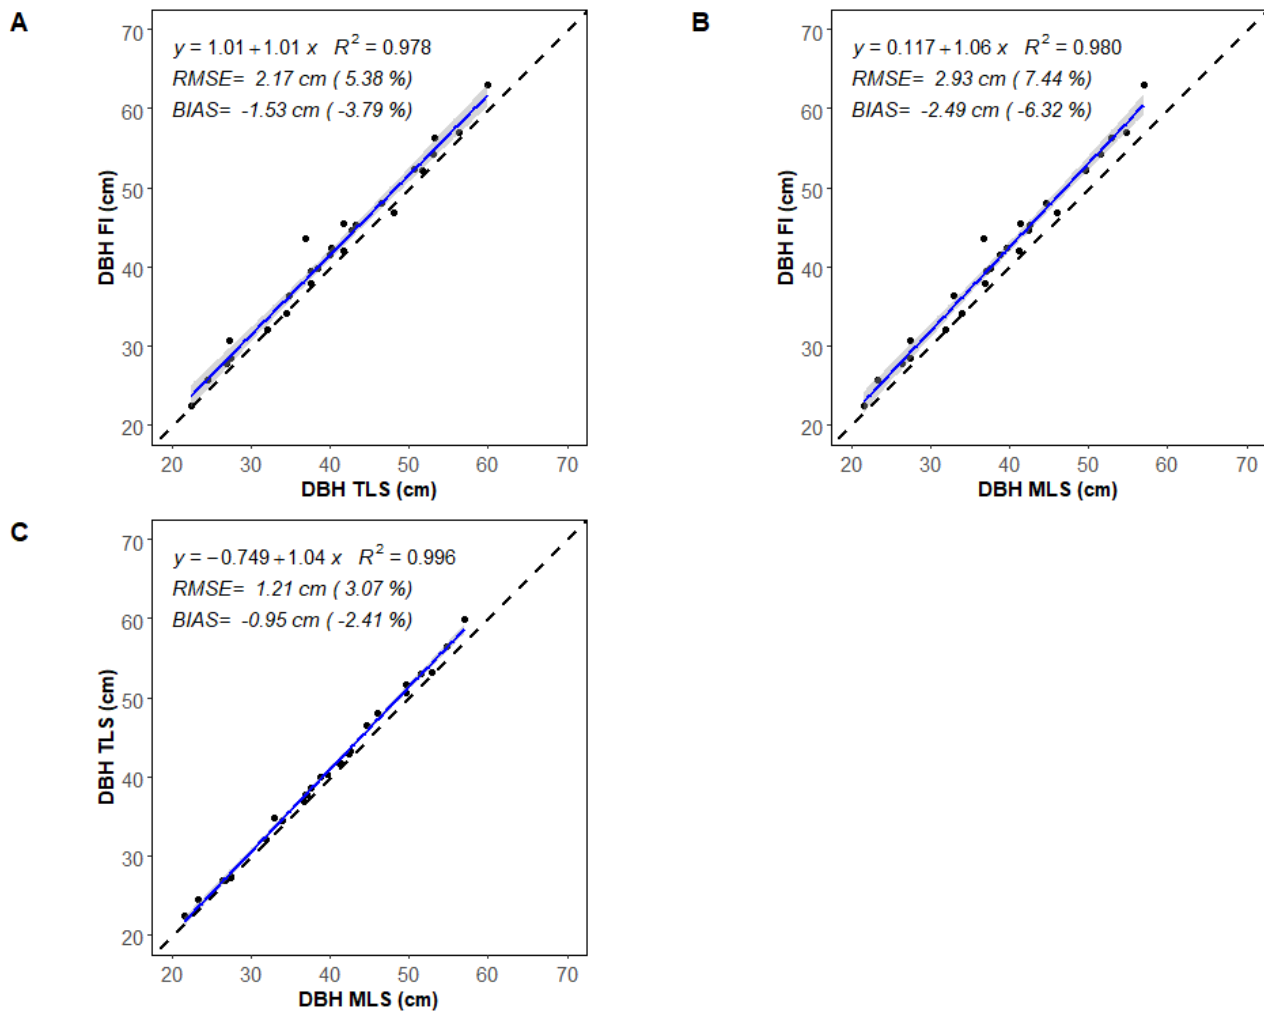 A
y = 1.01 + 1.01 x R² = 0.978
RMSE= 2.17 cm ( 5.38 %)
BIAS= -1.53 cm ( -3.79 %)
70
60
50
40
30
20
DBH FI (cm)
20 30 40 50 60 70
DBH TLS (cm)
B
y = 0.117 + 1.06 x R² = 0.980
RMSE= 2.93 cm ( 7.44 %)
BIAS= -2.49 cm ( -6.32 %)
70
60
50
40
30
20
DBH FI (cm)
20 30 40 50 60 70
DBH MLS (cm)
C
y = −0.749 + 1.04 x R² = 0.996
RMSE= 1.21 cm ( 3.07 %)
BIAS= -0.95 cm ( -2.41 %)
70
60
50
40
30
20
DBH TLS (cm)
20 30 40 50 60 70
DBH MLS (cm)